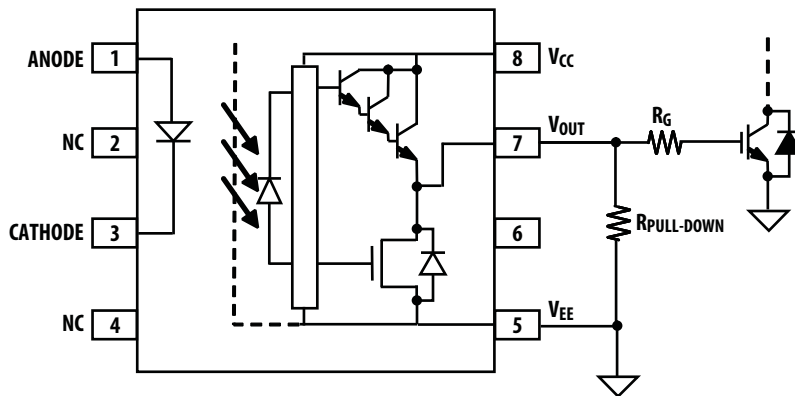 ANODE 1
8 VCC
NC 2
7 VOUT
RG
CATHODE 3
6
RPULL-DOWN
NC 4
5 VEE